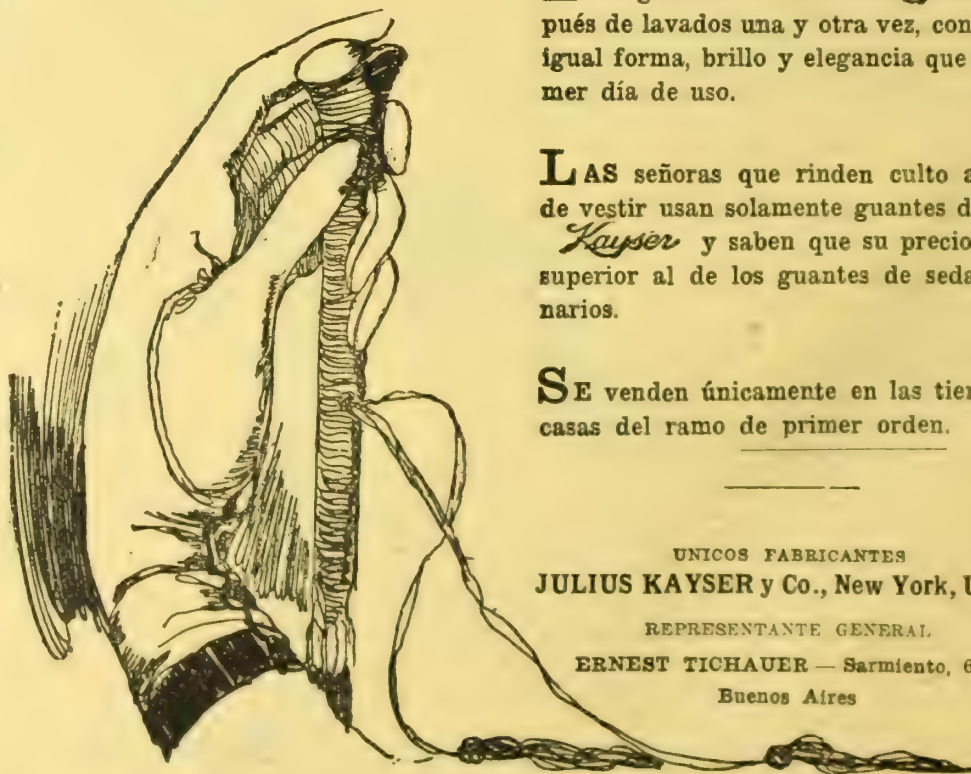 pués de lavados una y otra vez, con
igual forma, brillo y elegancia que
mer día de uso.
LAS señoras que rinden culto a
de vestir usan solamente guantes d
Kayser y saben que su precio
superior al de los guantes de seda
narios.
SE venden únicamente en las tien
casas del ramo de primer orden.
UNICOS FABRICANTES
JULIUS KAYSER y Co., New York, U
REPRESENTANTE GENERAL
ERNEST TICHAUER — Sarmiento, 6
Buenos Aires